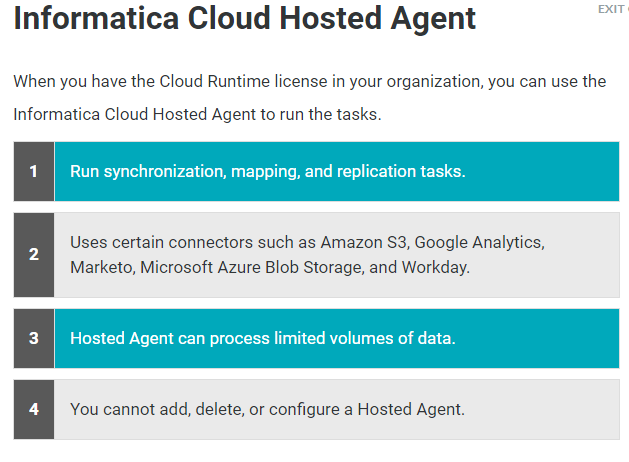 EXIT
Informatica Cloud Hosted Agent
When you have the Cloud Runtime license in your organization, you can use the
Informatica Cloud Hosted Agent to run the tasks.
1 Run synchronization, mapping, and replication tasks.
2 Uses certain connectors such as Amazon S3, Google Analytics,
Marketo, Microsoft Azure Blob Storage, and Workday.
3 Hosted Agent can process limited volumes of data.
4 You cannot add, delete, or configure a Hosted Agent.